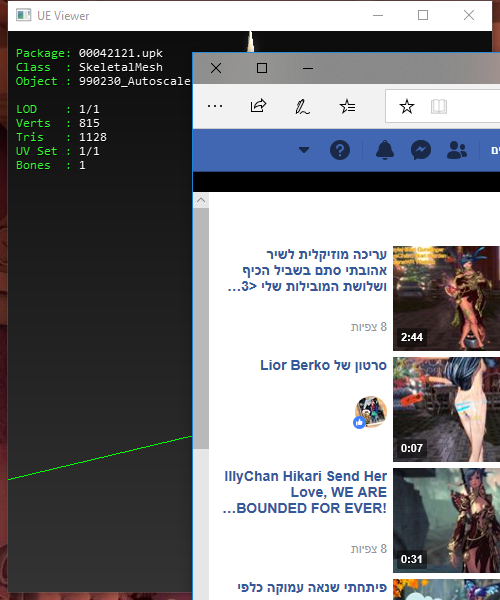 UE Viewer
Package: 00042121.upk
Class : SkeletalMesh
Object : 990230_Autoscale
LOD : 1/1
Verts : 815
Tris : 1128
UV Set : 1/1
Bones : 1
ים
עריכה מוזיקלית לשיר
אהובתי סתם בשביל הכיף
ושלושת המובילות שלי <3...
8 צפיות
2:44
סרטון של Lior Berko
0:07
IllyChan Hikari Send Her
Love, WE ARE
BOUNDED FOR EVER!...
8 צפיות
0:31
פיתחתי שנאה עמוקה כלפי